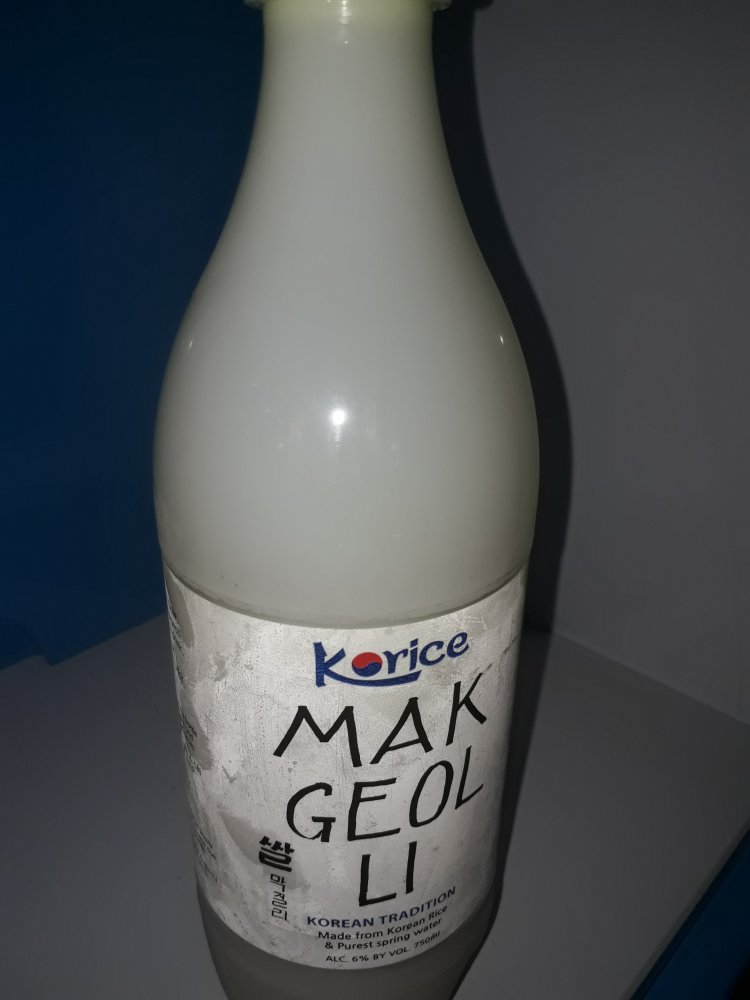 Korice
MAK
GEOL
LI
쌀
막걸리
KOREAN TRADITION
Made from Korean Rice
& Purest spring water
ALC. 6% BY VOL. 750ml